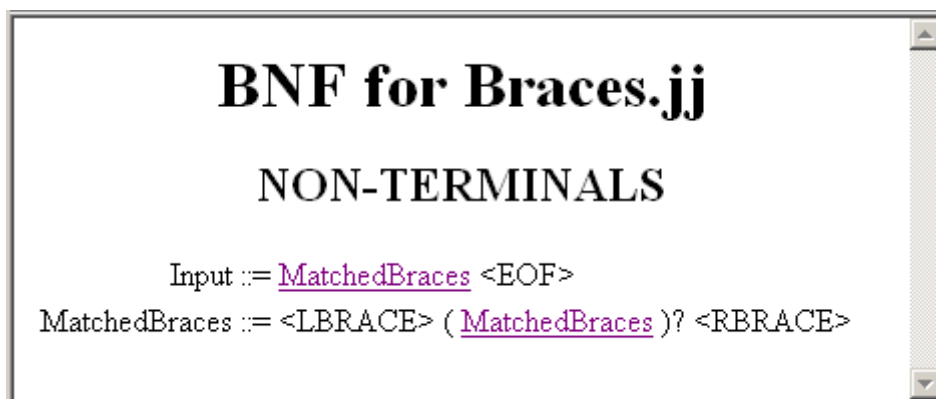 BNF for Braces.jj
NON-TERMINALS
Input ::= MatchedBraces <EOF>
MatchedBraces ::= <LBRACE> ( MatchedBraces )? <RBRACE>